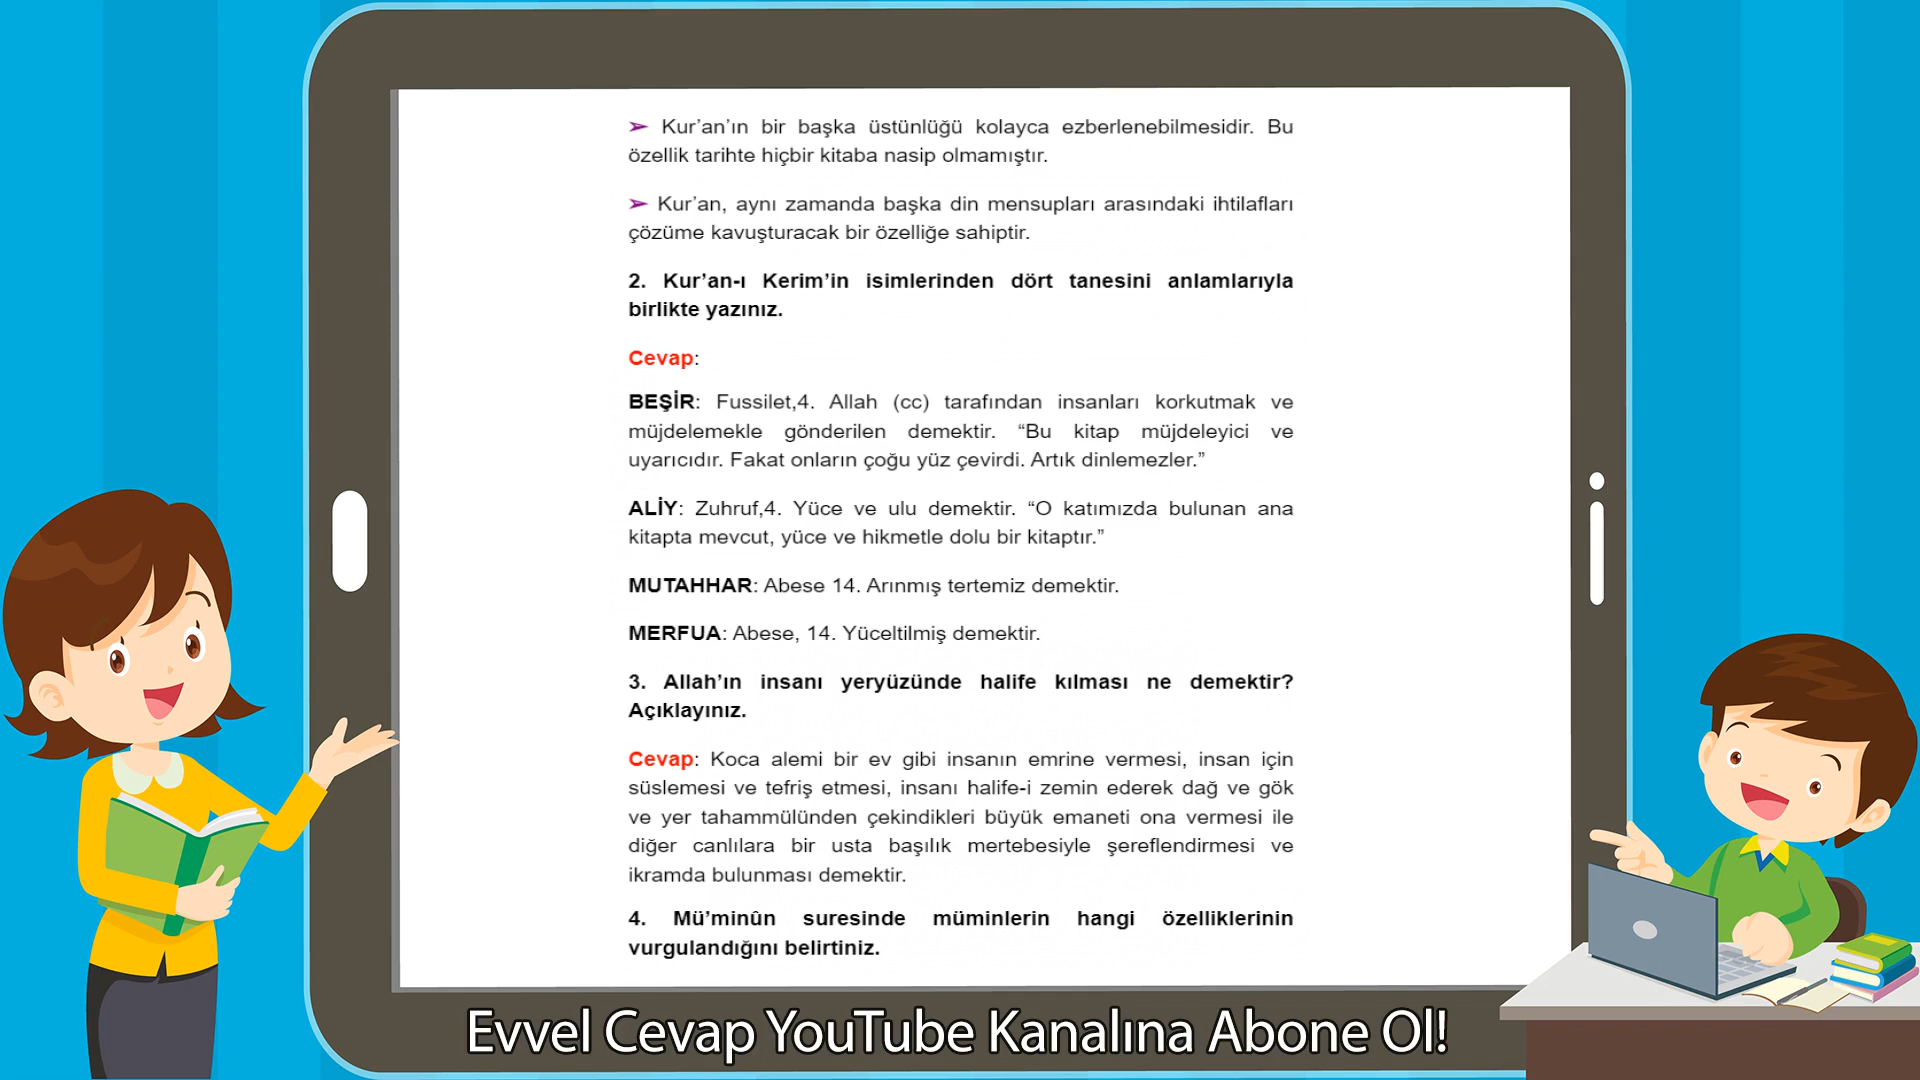 ➢ Kur’an’ın bir başka üstünlüğü kolayca ezberlenebilmesidir. Bu
özellik tarihte hiçbir kitaba nasip olmamıştır.
➢ Kur’an, aynı zamanda başka din mensupları arasındaki ihtilafları
çözüme kavuşturacak bir özelliğe sahiptir.
2. Kur’an-ı Kerim’in isimlerinden dört tanesini anlamlarıyla
birlikte yazınız.
Cevap:
BEŞİR: Fussilet,4. Allah (cc) tarafından insanları korkutmak ve
müjdelemekle gönderilen demektir. “Bu kitap müjdeleyici ve
uyarıcıdır. Fakat onların çoğu yüz çevirdi. Artık dinlemezler.”
ALİY: Zuhruf,4. Yüce ve ulu demektir. “O katımızda bulunan ana
kitapta mevcut, yüce ve hikmetle dolu bir kitaptır.”
MUTAHHAR: Abese 14. Arınmış tertemiz demektir.
MERFUA: Abese, 14. Yüceltilmiş demektir.
3. Allah’ın insanı yeryüzünde halife kılması ne demektir?
Açıklayınız.
Cevap: Koca alemi bir ev gibi insanın emrine vermesi, insan için
süslemesi ve tefriş etmesi, insanı halife-i zemin ederek dağ ve gök
ve yer tahammülünden çekindikleri büyük emaneti ona vermesi ile
diğer canlılara bir usta başılık mertebesiyle şereflendirmesi ve
ikramda bulunması demektir.
4. Mü’minûn suresinde müminlerin hangi özelliklerinin
vurgulandığını belirtiniz.
Evvel Cevap YouTube Kanalına Abone Ol!